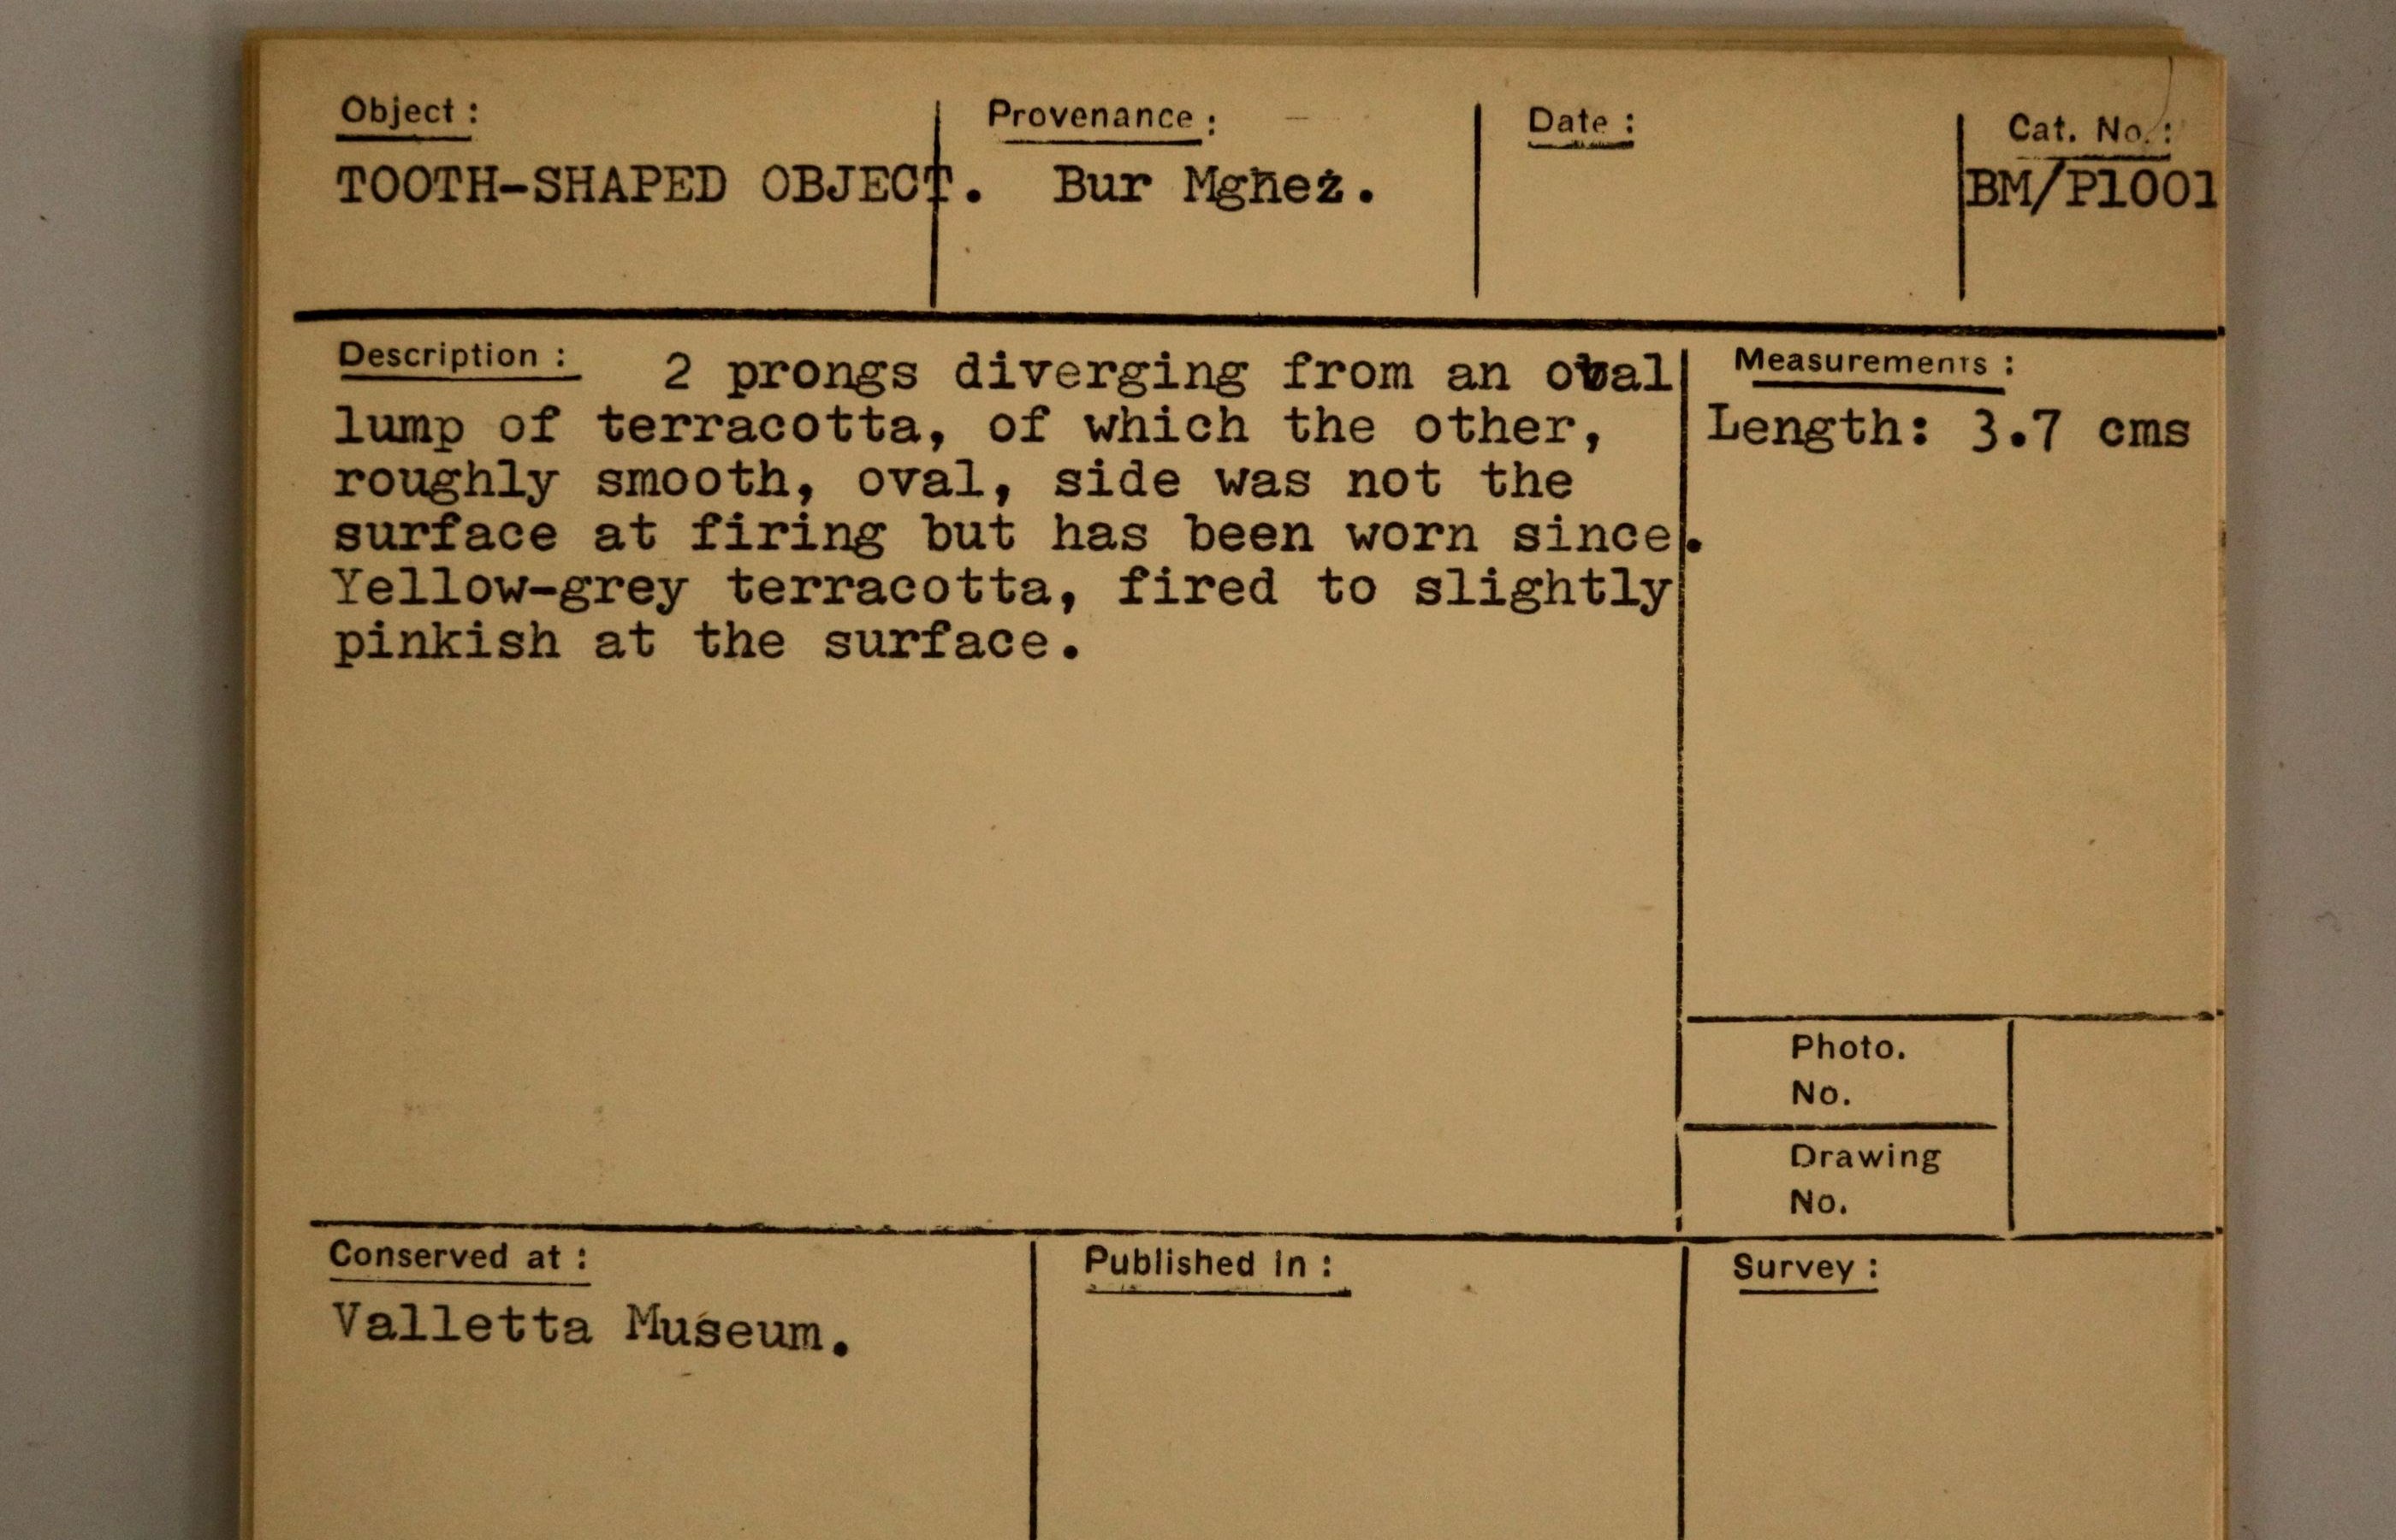 Object : Provenance : Date : Cat. No. :
TOOTH-SHAPED OBJECT. Bur Mgħeż. BM/P1001
Description : 2 prongs diverging from an oval
lump of terracotta, of which the other,
roughly smooth, oval, side was not the
surface at firing but has been worn since.
Yellow-grey terracotta, fired to slightly
pinkish at the surface.
Measurements :
Length: 3.7 cms
Photo.
No.
Drawing
No.
Conserved at : Published in : Survey :
Valletta Museum.